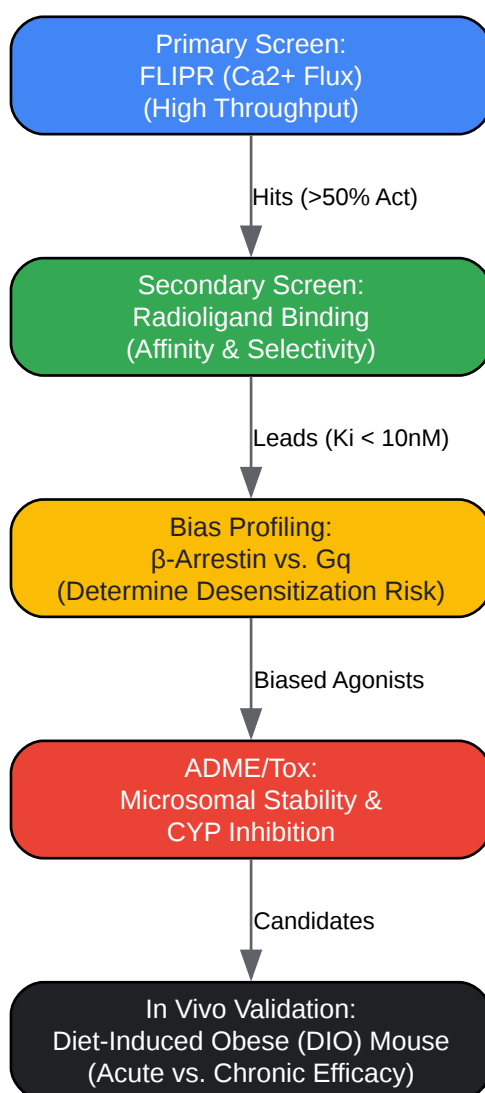 Primary Screen:
FLIPR (Ca2+ Flux)
(High Throughput)
Hits (>50% Act)
Secondary Screen:
Radioligand Binding
(Affinity & Selectivity)
Leads (Ki < 10nM)
Bias Profiling:
β-Arrestin vs. Gq
(Determine Desensitization Risk)
Biased Agonists
ADME/Tox:
Microsomal Stability &
CYP Inhibition
Candidates
In Vivo Validation:
Diet-Induced Obese (DIO) Mouse
(Acute vs. Chronic Efficacy)